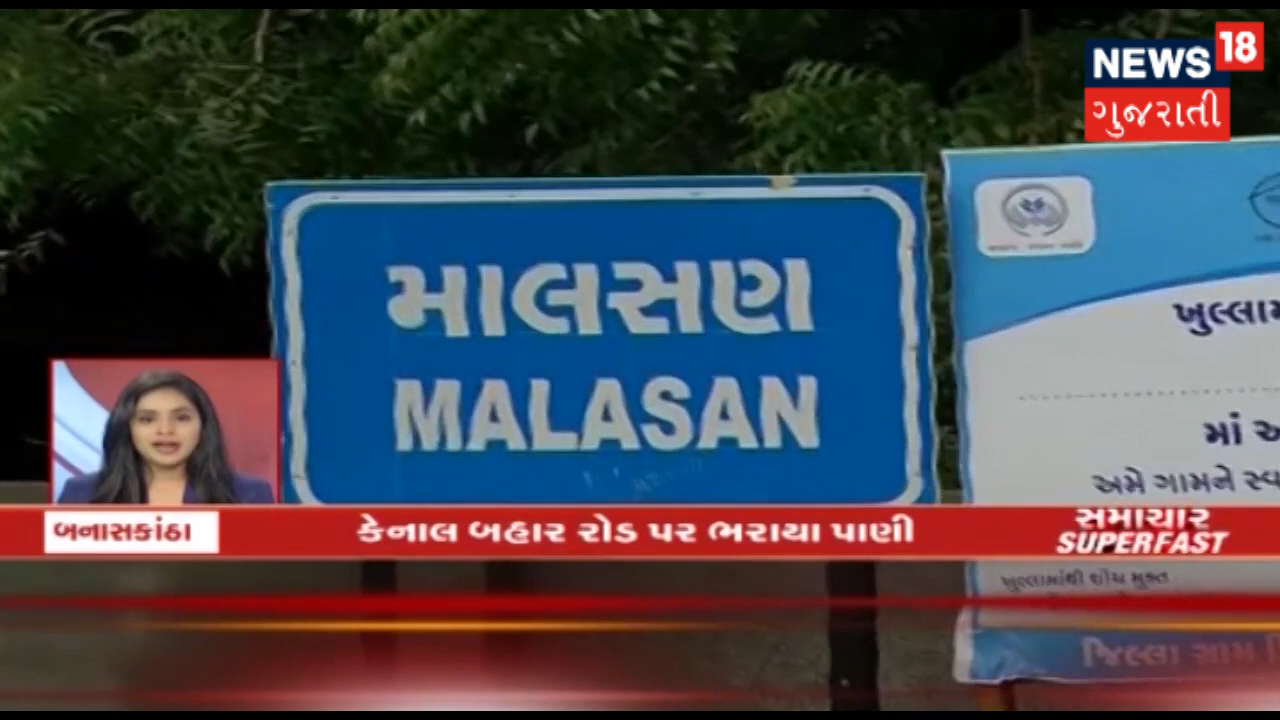 NEWS 18
ગુજરાતી
માલસણ
MALASAN
માં
અમે ગામને
બનાસકાંઠા
કેનાલ બહાર રોડ પર ભરાયા પાણી
સમાચાર
SUPERFAST
ખુલ્લામાંથી શૌચ મુક્ત
જિલ્લા ગ્રામ